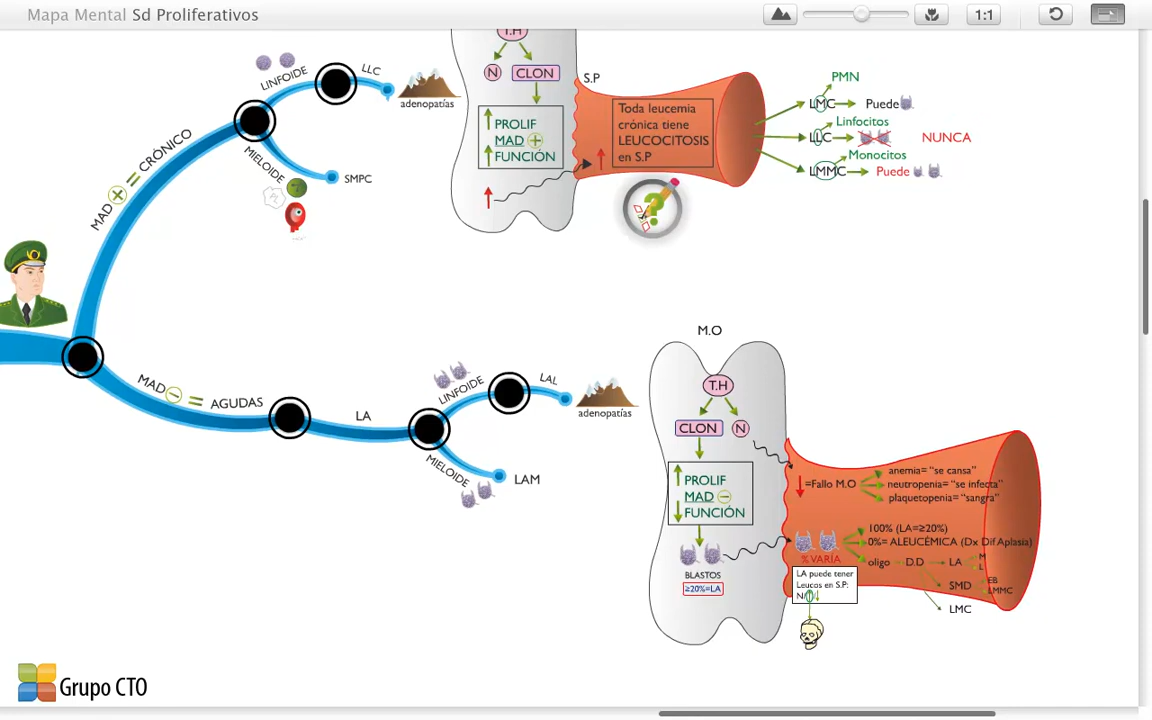 Mapa Mental Sd Proliferativos
1:1
T.H
N
CLON
PROLIF
MAD +
FUNCIÓN
S.P
Toda leucemia
crónica tiene
LEUCOCITOSIS
en S.P
PMN
LMC
Puede
Linfocitos
LLC
NUNCA
Monocitos
LMMC
Puede
LINFOIDE
LLC
adenopatías
MIELOIDE
SMPC
MAD + = CRÓNICO
MAD - = AGUDAS
LA
LINFOIDE
LAL
adenopatías
MIELOIDE
LAM
M.O
T.H
CLON
N
PROLIF
MAD -
FUNCIÓN
BLASTOS
≥20%=LA
=Fallo M.O
anemia= “se cansa”
neutropenia= “se infecta”
plaquetopenia= “sangra”
% VARÍA
100% (LA=≥20%)
0%= ALEUCÉMICA (Dx Dif Aplasia)
oligo
D.D
LA
M
L
SMD
EB
LMMC
LMC
LA puede tener
Leucos en S.P:
N/↑/↓
Grupo CTO